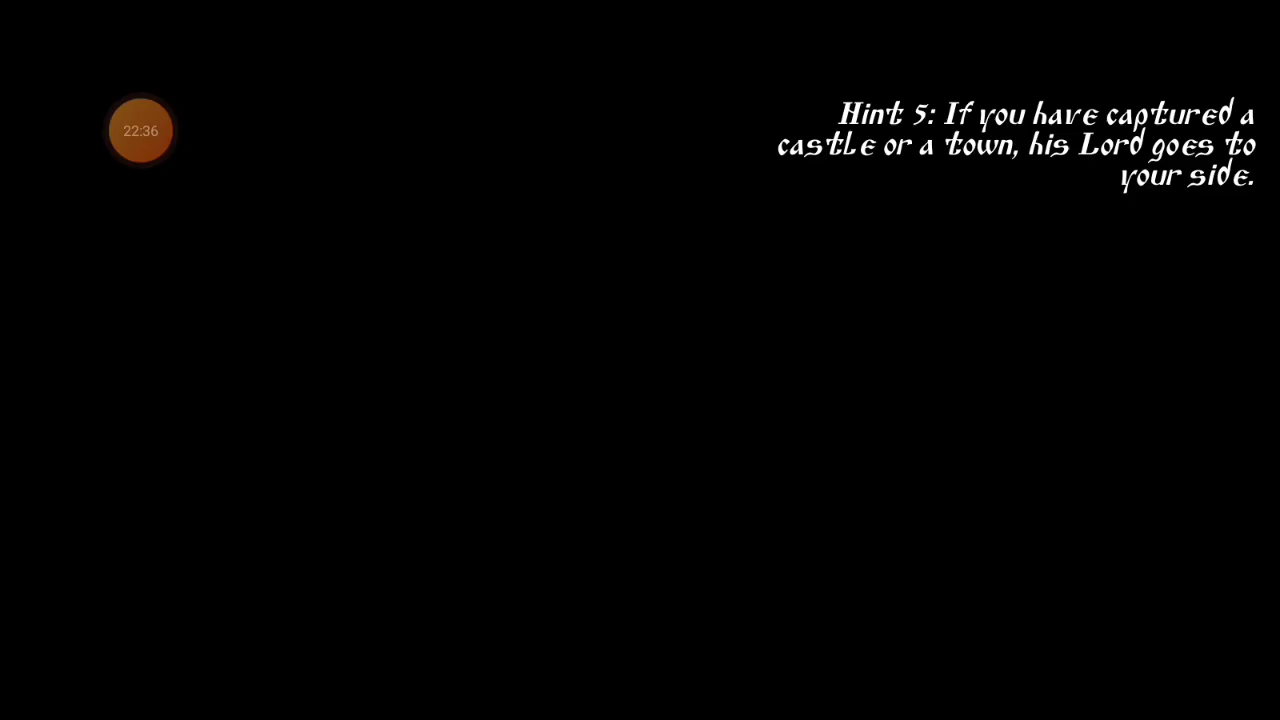 22:36
Hint 5: If you have captured a
castle or a town, his Lord goes to
your side.